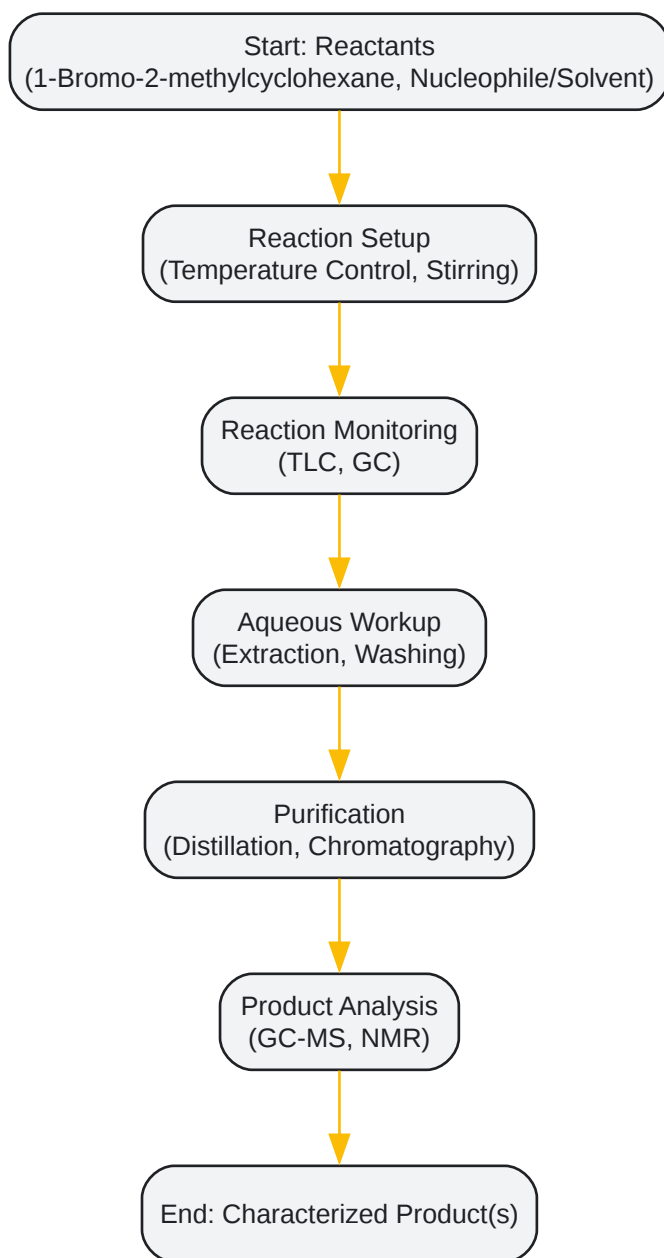 Start: Reactants
(1-Bromo-2-methylcyclohexane, Nucleophile/Solvent)
Reaction Setup
(Temperature Control, Stirring)
Reaction Monitoring
(TLC, GC)
Aqueous Workup
(Extraction, Washing)
Purification
(Distillation, Chromatography)
Product Analysis
(GC-MS, NMR)
End: Characterized Product(s)